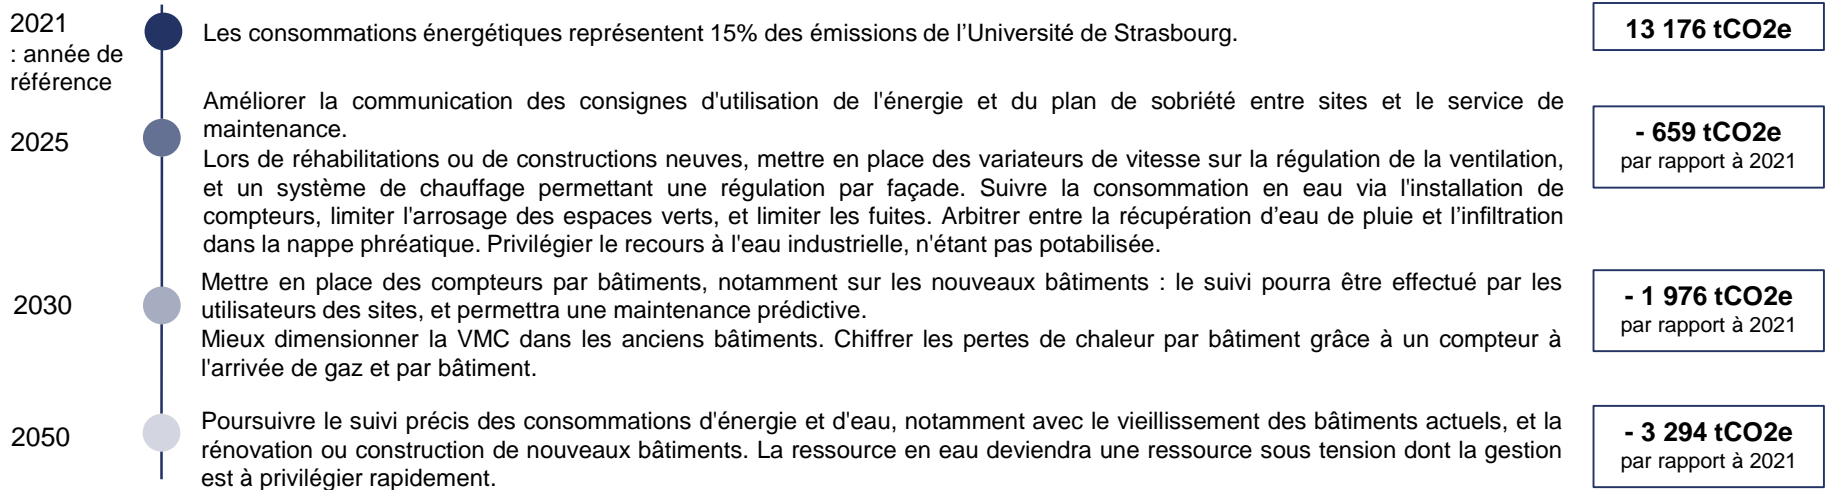 2021
: année de
référence
Les consommations énergétiques représentent 15% des émissions de l’Université de Strasbourg.
13 176 tCO2e
2025
Améliorer la communication des consignes d'utilisation de l'énergie et du plan de sobriété entre sites et le service de
maintenance.
Lors de réhabilitations ou de constructions neuves, mettre en place des variateurs de vitesse sur la régulation de la ventilation,
et un système de chauffage permettant une régulation par façade. Suivre la consommation en eau via l'installation de
compteurs, limiter l'arrosage des espaces verts, et limiter les fuites. Arbitrer entre la récupération d’eau de pluie et l’infiltration
dans la nappe phréatique. Privilégier le recours à l'eau industrielle, n'étant pas potabilisée.
- 659 tCO2e
par rapport à 2021
2030
Mettre en place des compteurs par bâtiments, notamment sur les nouveaux bâtiments : le suivi pourra être effectué par les
utilisateurs des sites, et permettra une maintenance prédictive.
Mieux dimensionner la VMC dans les anciens bâtiments. Chiffrer les pertes de chaleur par bâtiment grâce à un compteur à
l'arrivée de gaz et par bâtiment.
- 1 976 tCO2e
par rapport à 2021
2050
Poursuivre le suivi précis des consommations d'énergie et d'eau, notamment avec le vieillissement des bâtiments actuels, et la
rénovation ou construction de nouveaux bâtiments. La ressource en eau deviendra une ressource sous tension dont la gestion
est à privilégier rapidement.
- 3 294 tCO2e
par rapport à 2021